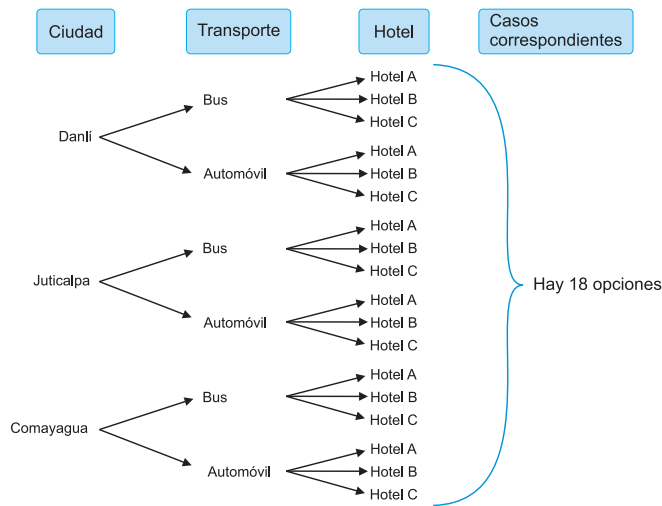 Ciudad
Transporte
Hotel
Casos
correspondientes
Danlí
Bus
Hotel A
Hotel B
Hotel C
Automóvil
Hotel A
Hotel B
Hotel C
Juticalpa
Bus
Hotel A
Hotel B
Hotel C
Automóvil
Hotel A
Hotel B
Hotel C
Comayagua
Bus
Hotel A
Hotel B
Hotel C
Automóvil
Hotel A
Hotel B
Hotel C
Hay 18 opciones